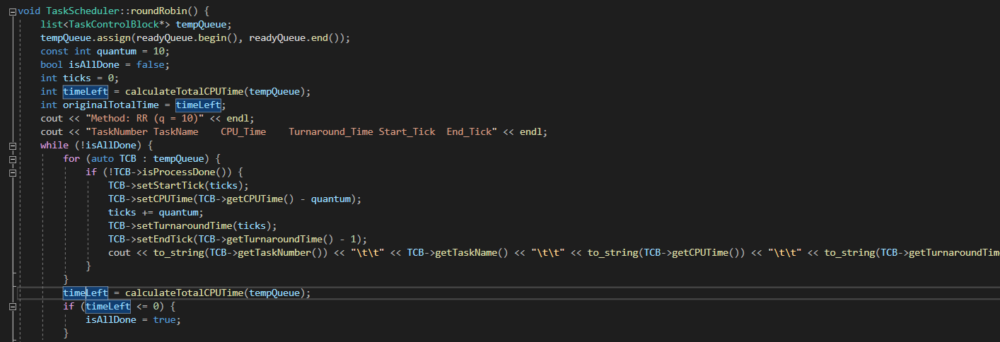 void TaskScheduler::roundRobin() {
    list<TaskControlBlock*> tempQueue;
    tempQueue.assign(readyQueue.begin(), readyQueue.end());
    const int quantum = 10;
    bool isAllDone = false;
    int ticks = 0;
    int timeLeft = calculateTotalCPUTime(tempQueue);
    int originalTotalTime = timeLeft;
    cout << "Method: RR (q = 10)" << endl;
    cout << "TaskNumber TaskName    CPU_Time    Turnaround_Time Start_Tick  End_Tick" << endl;
    while (!isAllDone) {
        for (auto TCB : tempQueue) {
            if (!TCB->isProcessDone()) {
                TCB->setStartTick(ticks);
                TCB->setCPUTime(TCB->getCPUTime() - quantum);
                ticks += quantum;
                TCB->setTurnaroundTime(ticks);
                TCB->setEndTick(TCB->getTurnaroundTime() - 1);
                cout << to_string(TCB->getTaskNumber()) << "\t\t" << TCB->getTaskName() << "\t\t" << to_string(TCB->getCPUTime()) << "\t\t" << to_string(TCB->getTurnaroundTim
            }
        }
        timeLeft = calculateTotalCPUTime(tempQueue);
        if (timeLeft <= 0) {
            isAllDone = true;
        }